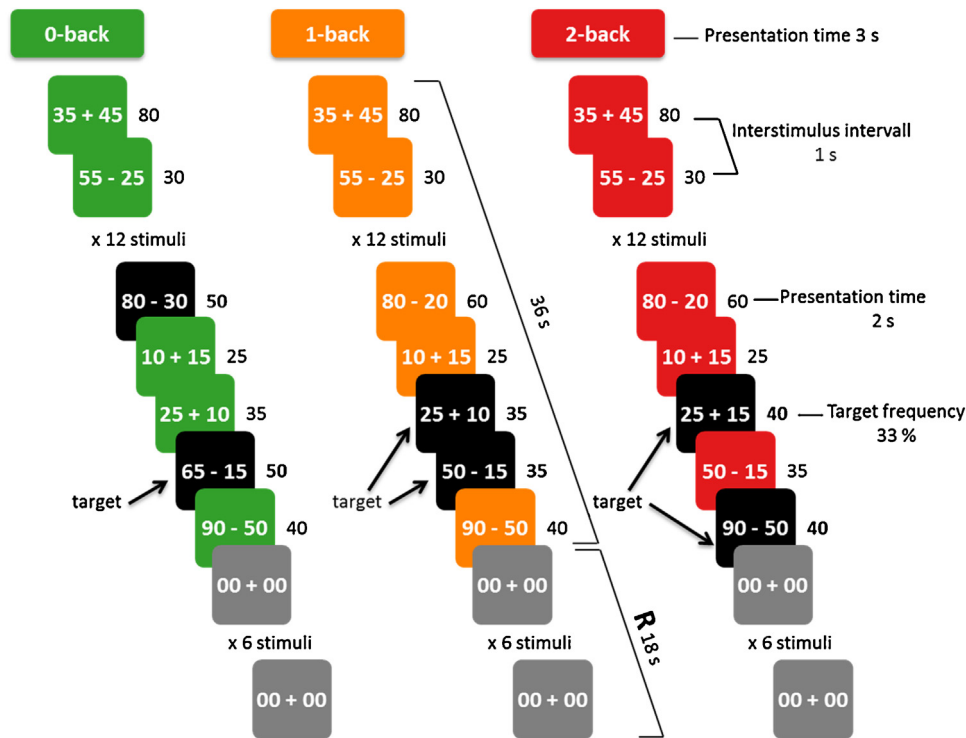 0-back
1-back
2-back
Presentation time 3 s
35 + 45 80
35 + 45 80
35 + 45 80
Interstimulus intervall
1 s
55 - 25 30
55 - 25 30
55 - 25 30
x 12 stimuli
x 12 stimuli
x 12 stimuli
80 - 30 50
80 - 20 60
80 - 20 60
Presentation time
2 s
36 s
10 + 15 25
10 + 15 25
10 + 15 25
25 + 10 35
25 + 10 35
25 + 15 40
Target frequency
33 %
65 - 15 50
50 - 15 35
50 - 15 35
target
target
target
90 - 50 40
90 - 50 40
90 - 50 40
00 + 00
00 + 00
00 + 00
R 18 s
x 6 stimuli
x 6 stimuli
x 6 stimuli
00 + 00
00 + 00
00 + 00